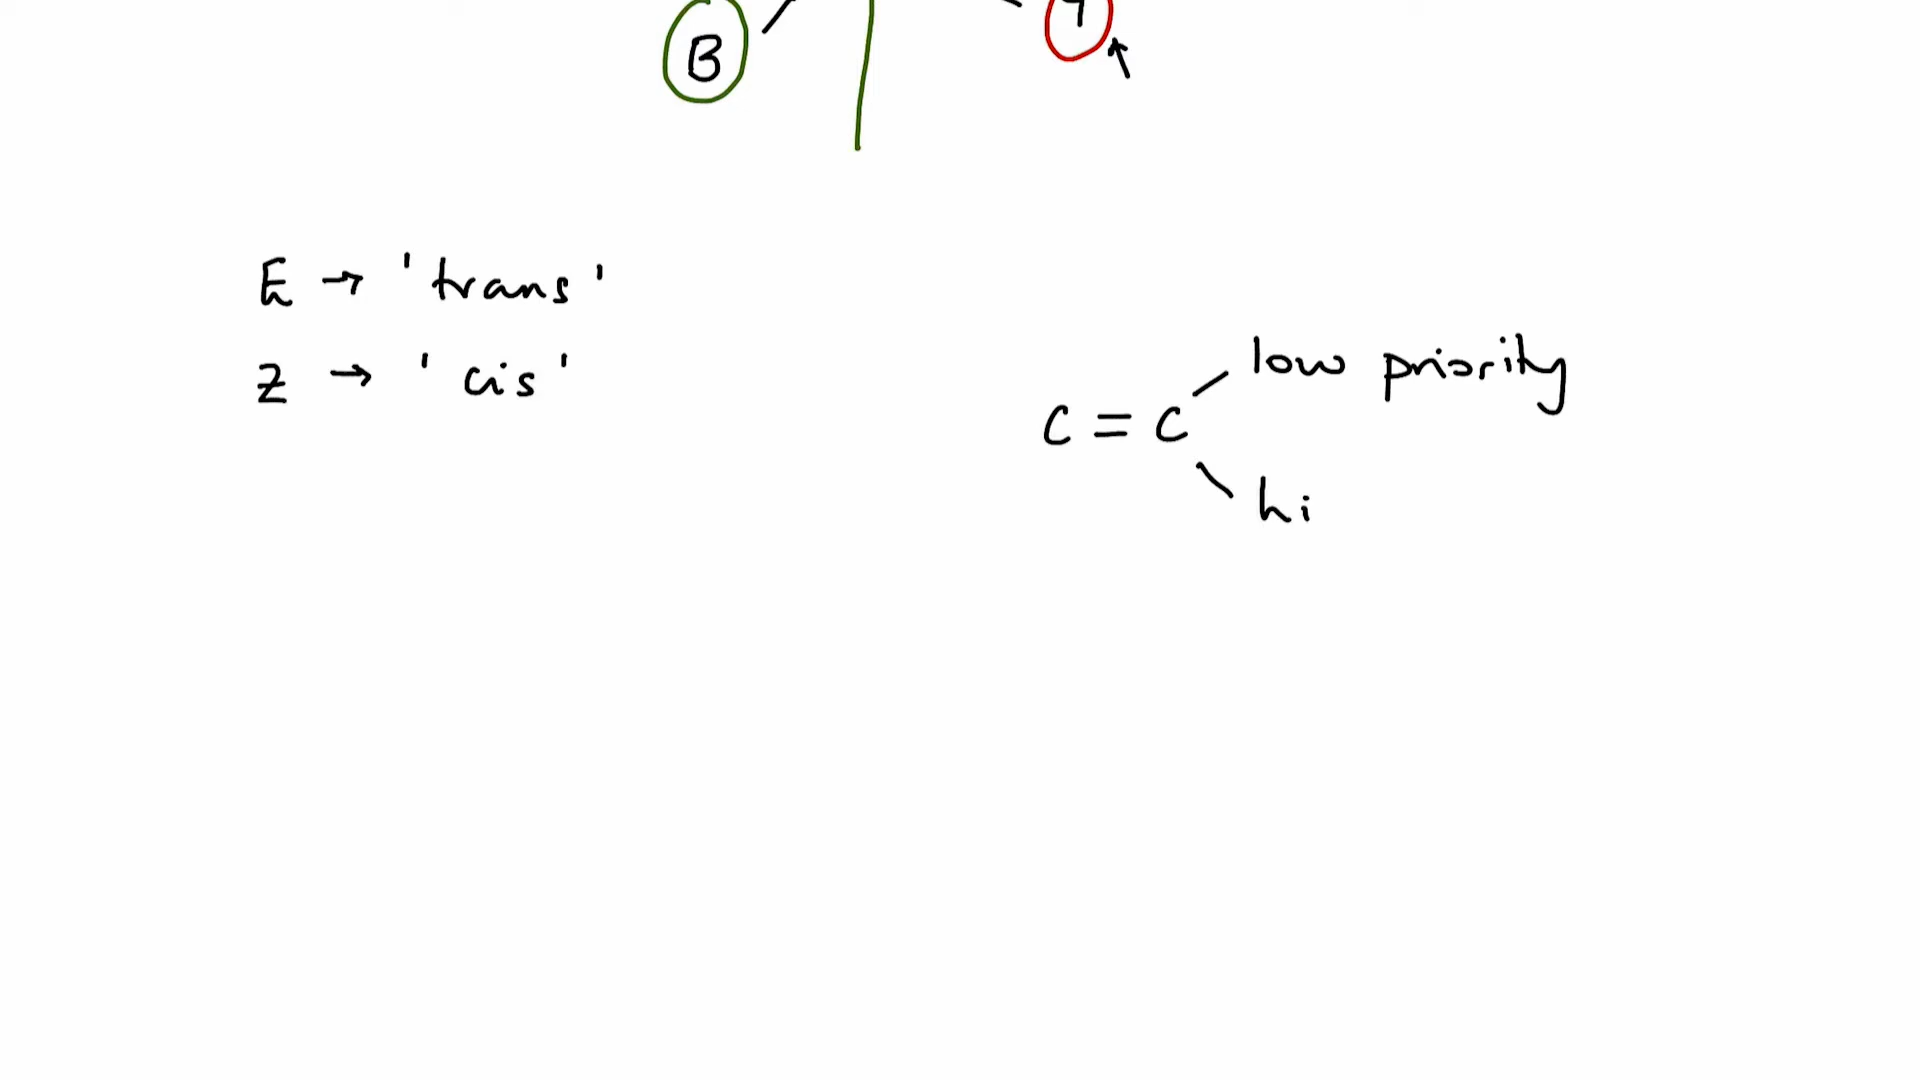 B
E → 'trans'
Z → 'cis'
low priority
C = C
hi